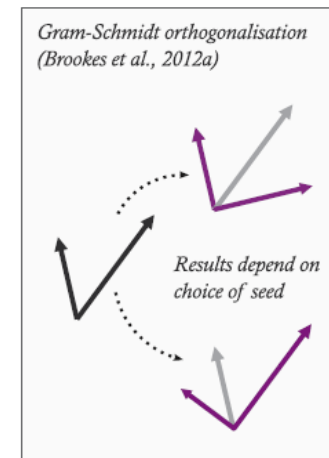 Gram-Schmidt orthogonalisation
(Brookes et al., 2012a)
Results depend on
choice of seed